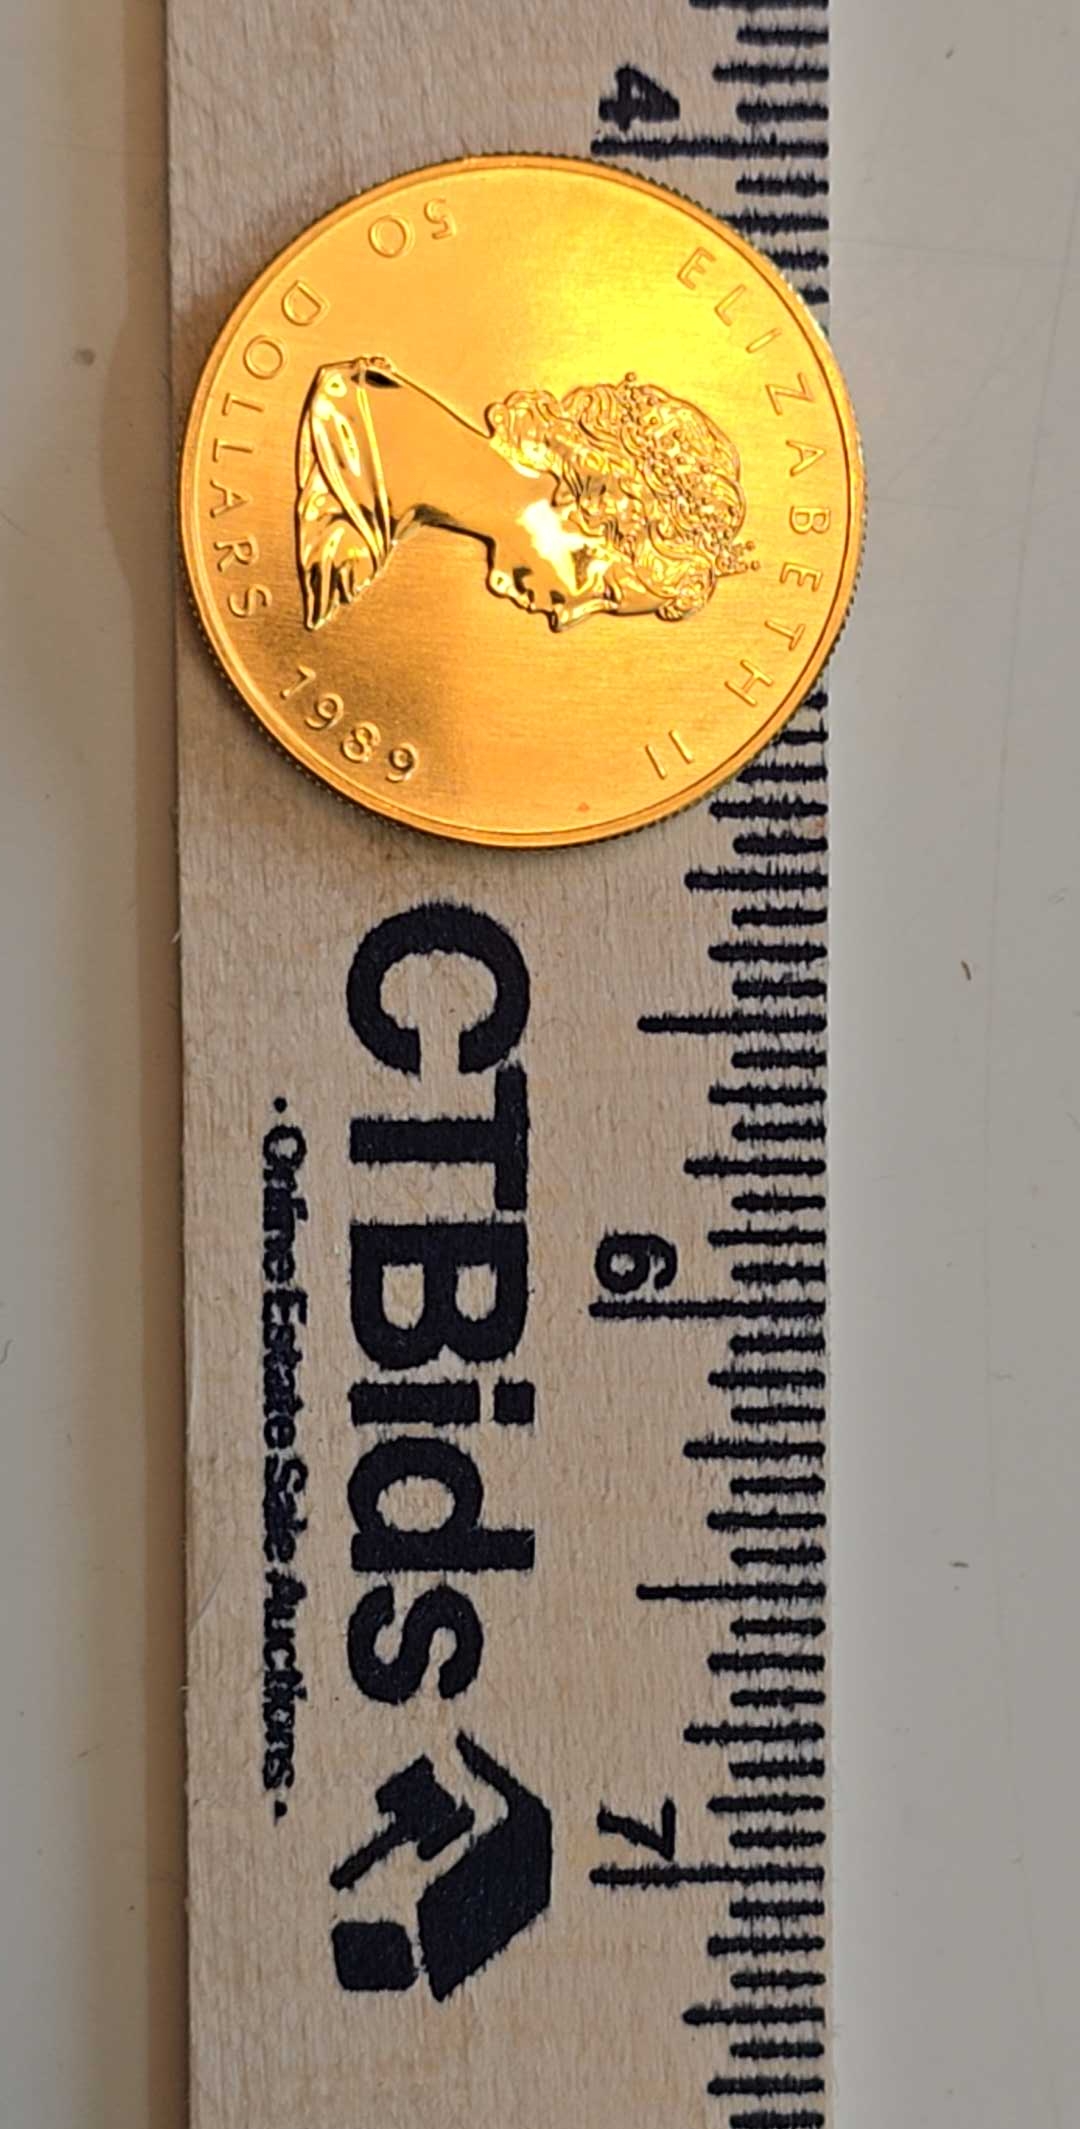 ELIZABETH II
50 DOLLARS 1989
4
6
7
CTBids
· Online Estate Sale Auctions ·